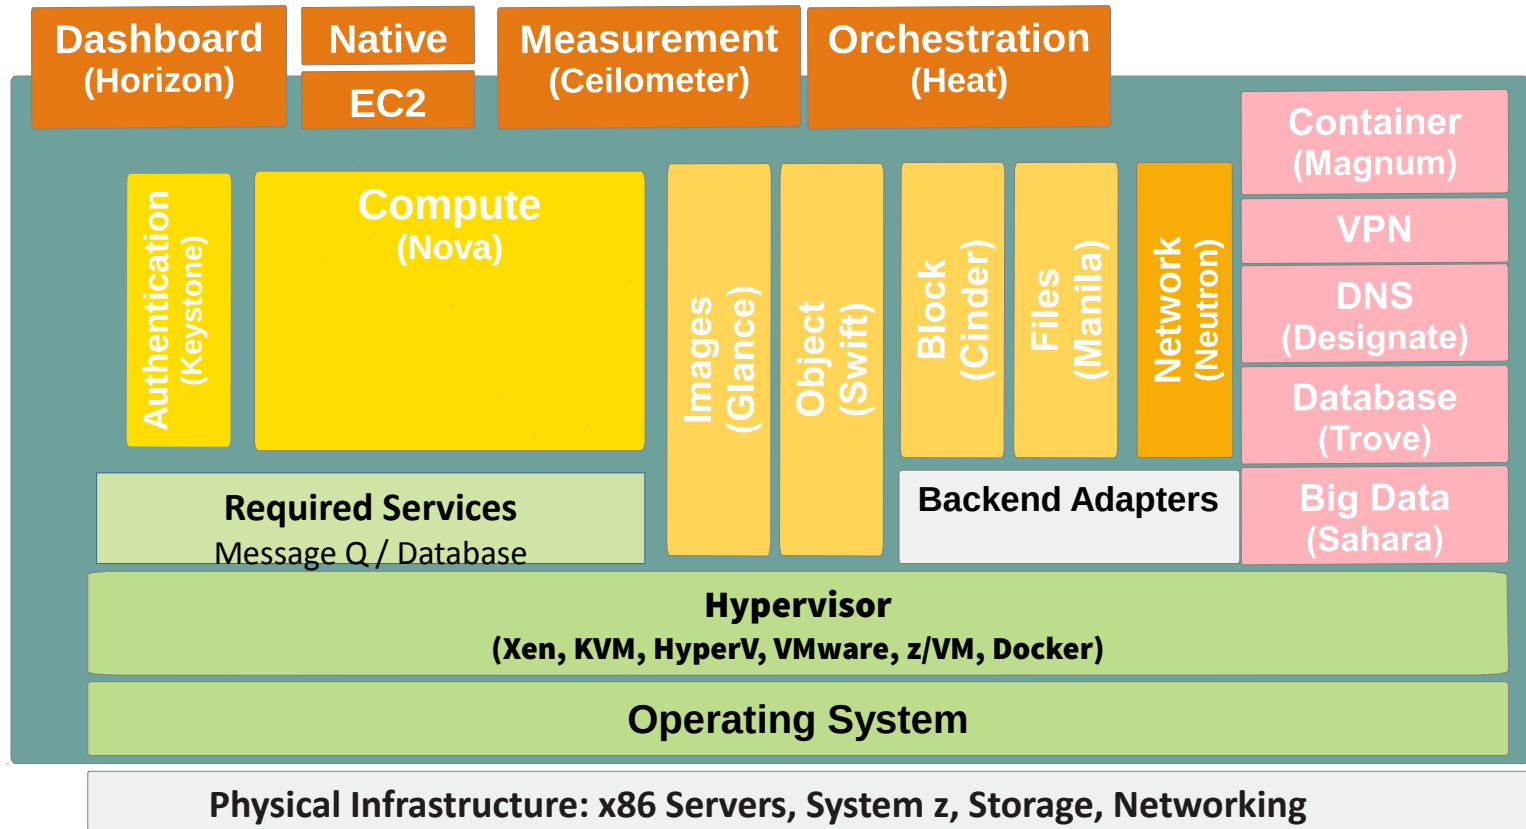 Dashboard
(Horizon)
Native
EC2
Measurement
(Ceilometer)
Orchestration
(Heat)
Container
(Magnum)
VPN
DNS
(Designate)
Database
(Trove)
Big Data
(Sahara)
Authentication
(Keystone)
Compute
(Nova)
Images
(Glance)
Object
(Swift)
Block
(Cinder)
Files
(Manila)
Network
(Neutron)
Required Services
Message Q / Database
Backend Adapters
Hypervisor
(Xen, KVM, HyperV, VMware, z/VM, Docker)
Operating System
Physical Infrastructure: x86 Servers, System z, Storage, Networking